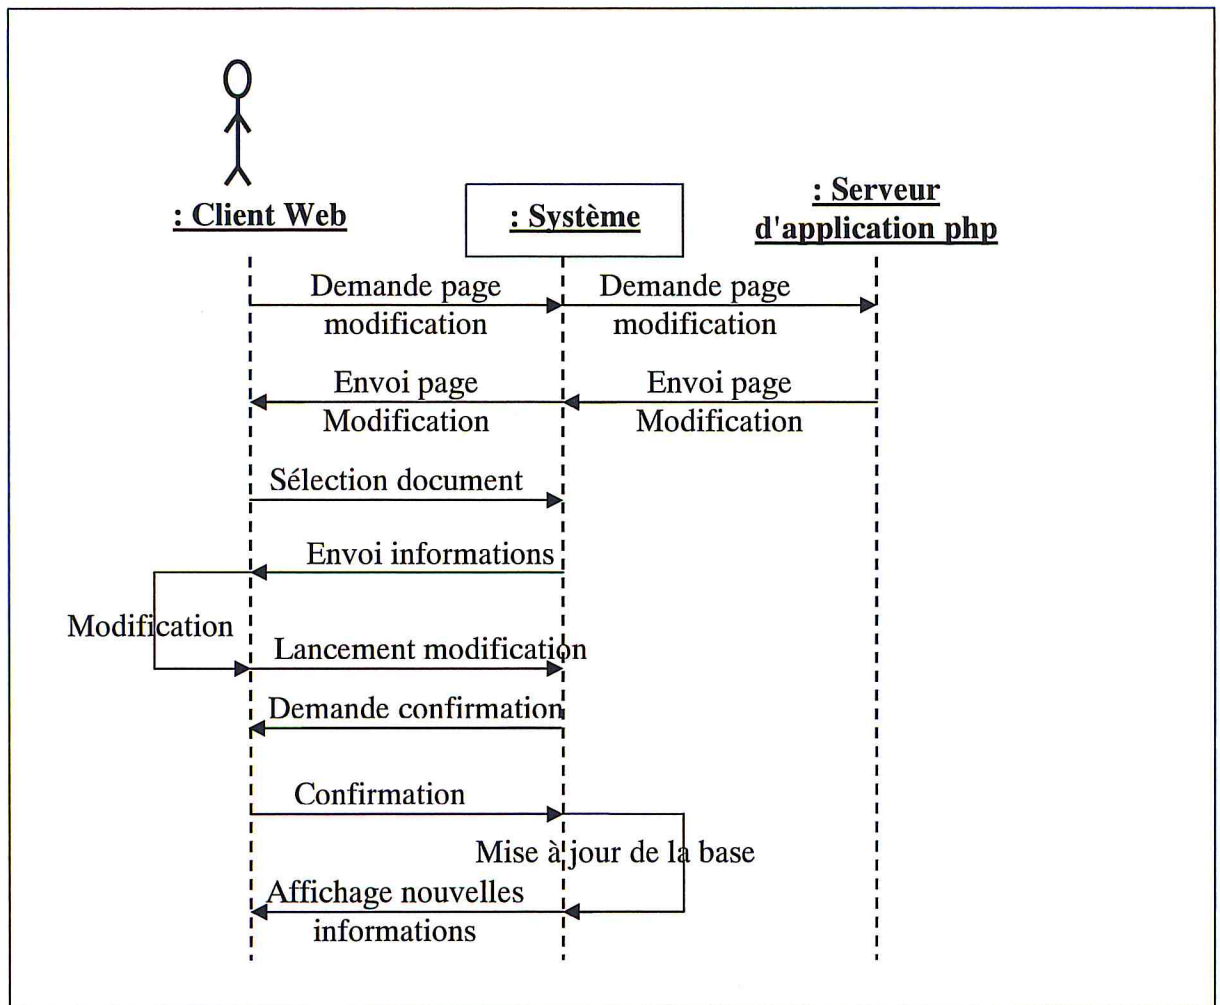 : Client Web
: Système
: Serveur
d'application php
Demande page
modification
Demande page
modification
Envoi page
Modification
Envoi page
Modification
Sélection document
Envoi informations
Modification
Lancement modification
Demande confirmation
Confirmation
Mise à jour de la base
Affichage nouvelles
informations